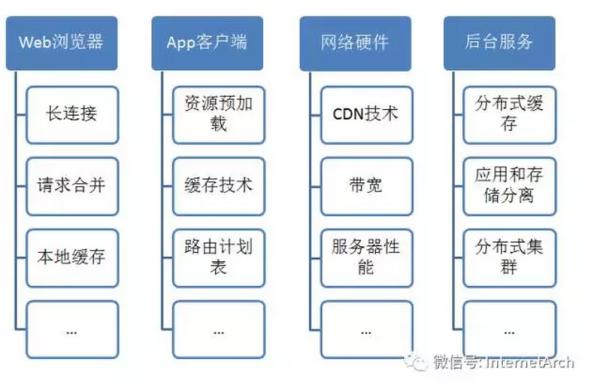 Web浏览器
长连接
请求合并
本地缓存
...
App客户端
资源预加
载
缓存技术
路由计划
表
...
网络硬件
CDN技术
带宽
服务器性
能
...
后台服务
分布式缓
存
应用和存
储分离
分布式集
群
...
微信号: InternetArch